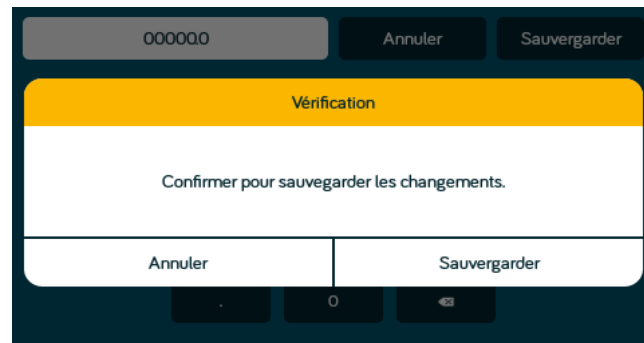 00000.0 Annuler Sauvergarder
Vérification
Confirmer pour sauvegarder les changements.
Annuler Sauvergarder
. 0